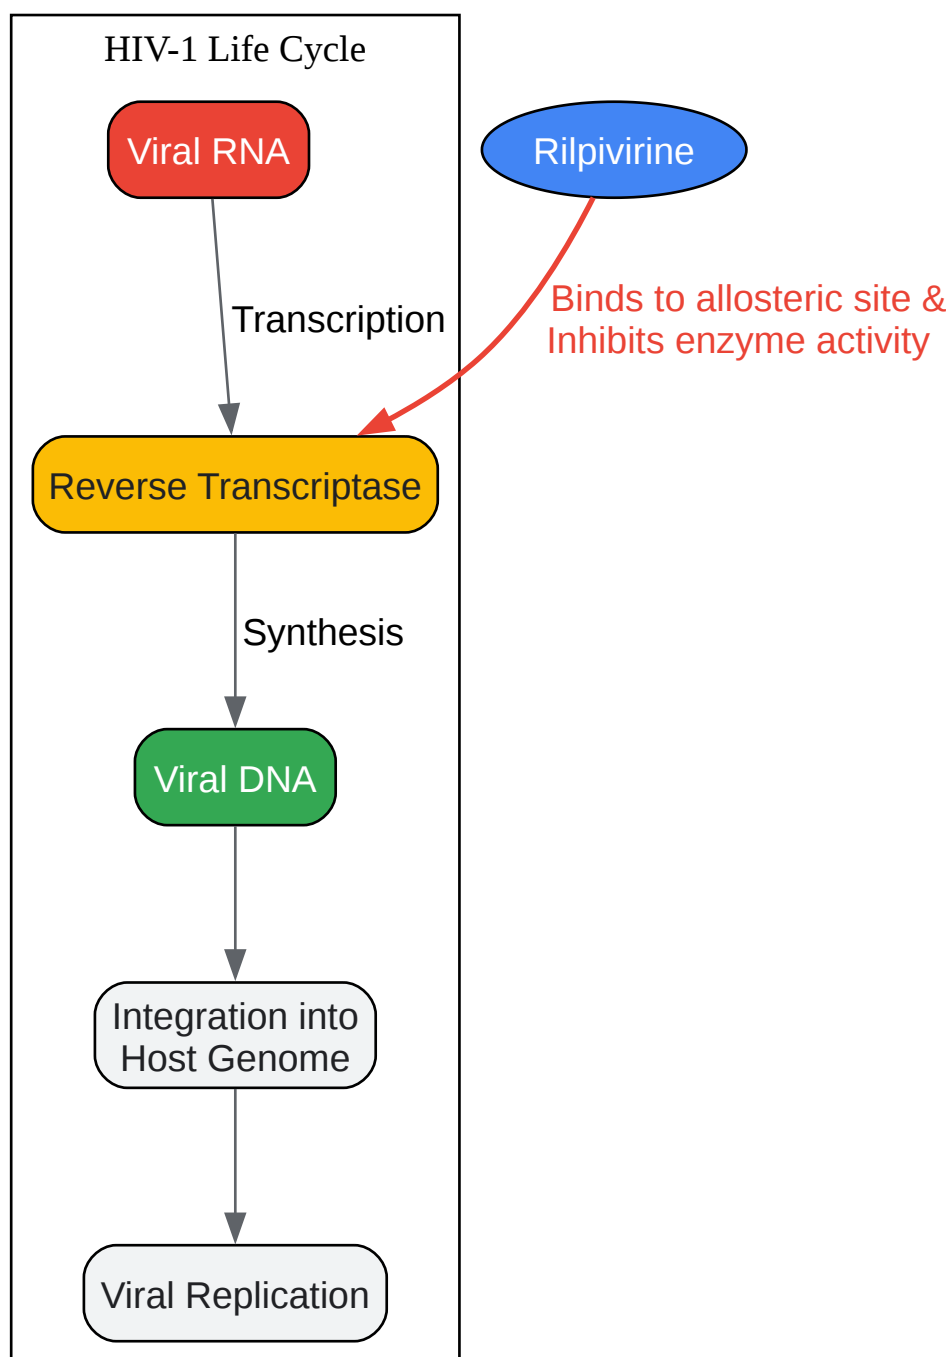 HIV-1 Life Cycle
Viral RNA
Rilpivirine
Binds to allosteric site &
Inhibits enzyme activity
Transcription
Reverse Transcriptase
Synthesis
Viral DNA
Integration into
Host Genome
Viral Replication